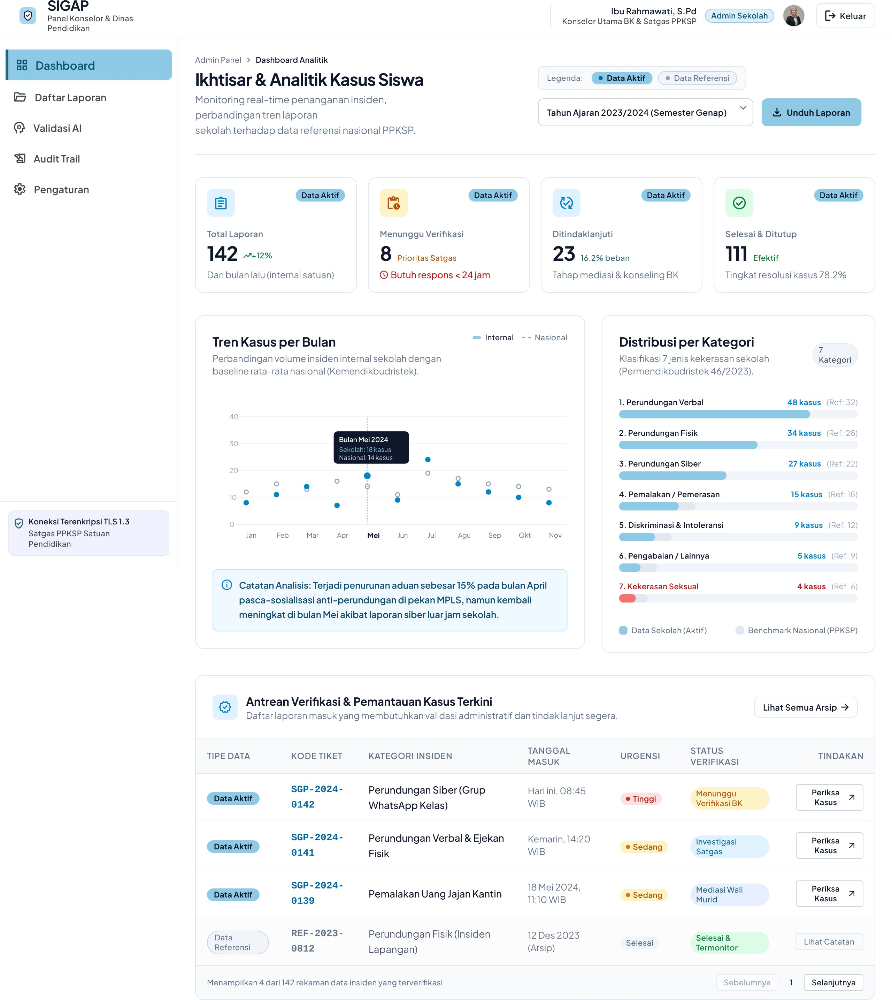 SIGAP
Panel Konselor & Dinas
Pendidikan
Ibu Rahmawati, S.Pd
Konselor Utama BK & Satgas PPKSP
Admin Sekolah
Keluar
Dashboard
Daftar Laporan
Validasi AI
Audit Trail
Pengaturan
Koneksi Terenkripsi TLS 1.3
Satgas PPKSP Satuan
Pendidikan
Admin Panel > Dashboard Analitik
Ikhtisar & Analitik Kasus Siswa
Monitoring real-time penanganan insiden,
perbandingan tren laporan
sekolah terhadap data referensi nasional PPKSP.
Legenda: Data Aktif Data Referensi
Tahun Ajaran 2023/2024 (Semester Genap)
Unduh Laporan
Data Aktif
Total Laporan
142 +12%
Dari bulan lalu (internal satuan)
Data Aktif
Menunggu Verifikasi
8 Prioritas Satgas
Butuh respons < 24 jam
Data Aktif
Ditindaklanjuti
23 16.2% beban
Tahap mediasi & konseling BK
Data Aktif
Selesai & Ditutup
111 Efektif
Tingkat resolusi kasus 78.2%
Tren Kasus per Bulan
Internal Nasional
Perbandingan volume insiden internal sekolah dengan
baseline rata-rata nasional (Kemendikbudristek).
40
30
20
10
0
Bulan Mei 2024
Sekolah: 18 kasus
Nasional: 14 kasus
Jan Feb Mar Apr Mei Jun Jul Agu Sep Okt Nov
Catatan Analisis: Terjadi penurunan aduan sebesar 15% pada bulan April
pasca-sosialisasi anti-perundungan di pekan MPLS, namun kembali
meningkat di bulan Mei akibat laporan siber luar jam sekolah.
Distribusi per Kategori
Klasifikasi 7 jenis kekerasan sekolah
(Permendikbudristek 46/2023).
7
Kategori
1. Perundungan Verbal 48 kasus (Ref: 32)
2. Perundungan Fisik 34 kasus (Ref: 28)
3. Perundungan Siber 27 kasus (Ref: 22)
4. Pemalakan / Pemerasan 15 kasus (Ref: 18)
5. Diskriminasi & Intoleransi 9 kasus (Ref: 12)
6. Pengabaian / Lainnya 5 kasus (Ref: 9)
7. Kekerasan Seksual 4 kasus (Ref: 6)
Data Sekolah (Aktif) Benchmark Nasional (PPKSP)
Antrean Verifikasi & Pemantauan Kasus Terkini
Daftar laporan masuk yang membutuhkan validasi administratif dan tindak lanjut segera.
Lihat Semua Arsip
TIPE DATA
KODE TIKET
KATEGORI INSIDEN
TANGGAL
MASUK
URGENSI
STATUS
VERIFIKASI
TINDAKAN
Data Aktif
SGP-2024-
0142
Perundungan Siber (Grup
WhatsApp Kelas)
Hari ini, 08:45
WIB
Tinggi
Menunggu
Verifikasi BK
Periksa
Kasus
Data Aktif
SGP-2024-
0141
Perundungan Verbal & Ejekan
Fisik
Kemarin, 14:20
WIB
Sedang
Investigasi
Satgas
Periksa
Kasus
Data Aktif
SGP-2024-
0139
Pemalakan Uang Jajan Kantin
18 Mei 2024,
11:10 WIB
Sedang
Mediasi Wali
Murid
Periksa
Kasus
Data
Referensi
REF-2023-
0812
Perundungan Fisik (Insiden
Lapangan)
12 Des 2023
(Arsip)
Selesai
Selesai &
Termonitor
Lihat Catatan
Menampilkan 4 dari 142 rekaman data insiden yang terverifikasi
Sebelumnya 1 Selanjutnya